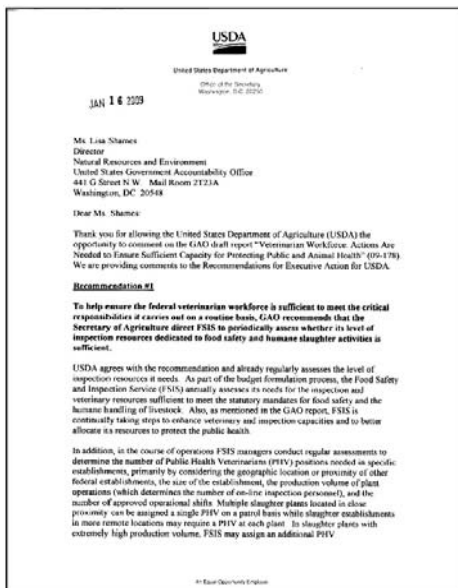 USDA
United States Department of Agriculture
Office of the Secretary
Washington, D.C. 20250
JAN 16 2009
Ms. Lisa Shames
Director
Natural Resources and Environment
United States Government Accountability Office
441 G Street N W  Mail Room 2T23A
Washington, DC 20548
Dear Ms. Shames:
Thank you for allowing the United States Department of Agriculture (USDA) the
opportunity to comment on the GAO draft report "Veterinarian Workforce: Actions Are
Needed to Ensure Sufficient Capacity for Protecting Public and Animal Health" (09-178).
We are providing comments to the Recommendations for Executive Action for USDA.
Recommendation #1
To help ensure the federal veterinarian workforce is sufficient to meet the critical
responsibilities it carries out on a routine basis, GAO recommends that the
Secretary of Agriculture direct FSIS to periodically assess whether its level of
inspection resources dedicated to food safety and humane slaughter activities is
sufficient.
USDA agrees with the recommendation and already regularly assesses the level of
inspection resources it needs. As part of the budget formulation process, the Food Safety
and Inspection Service (FSIS) annually assesses its needs for the inspection and
veterinary resources sufficient to meet the statutory mandates for food safety and the
humane handling of livestock. Also, as mentioned in the GAO report, FSIS is
continually taking steps to enhance veterinary and inspection capacities and to better
allocate its resources to protect the public health.
In addition, in the course of operations FSIS managers conduct regular assessments to
determine the number of Public Health Veterinarians (PHV) positions needed in specific
establishments, primarily by considering the geographic location or proximity of other
federal establishments, the size of the establishment, the production volume of plant
operations (which determines the number of on-line inspection personnel), and the
number of approved operational shifts. Multiple slaughter plants located in close
proximity can be assigned a single PHV on a patrol basis while slaughter establishments
in more remote locations may require a PHV at each plant. In slaughter plants with
extremely high production volume, FSIS may assign an additional PHV.
An Equal Opportunity Employer